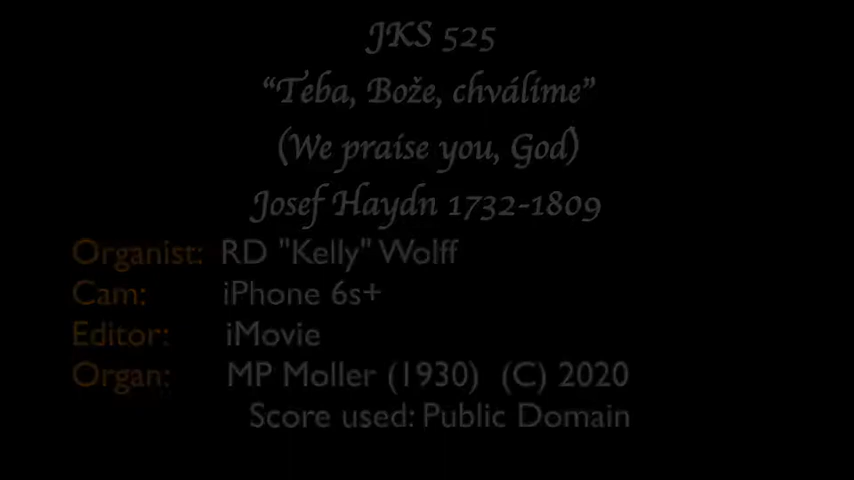 JKS 525
“Teba, Bože, chválime”
(We praise you, God)
Josef Haydn 1732-1809
Organist: RD "Kelly" Wolff
Cam: iPhone 6s+
Editor: iMovie
Organ: MP Moller (1930) (C) 2020
Score used: Public Domain